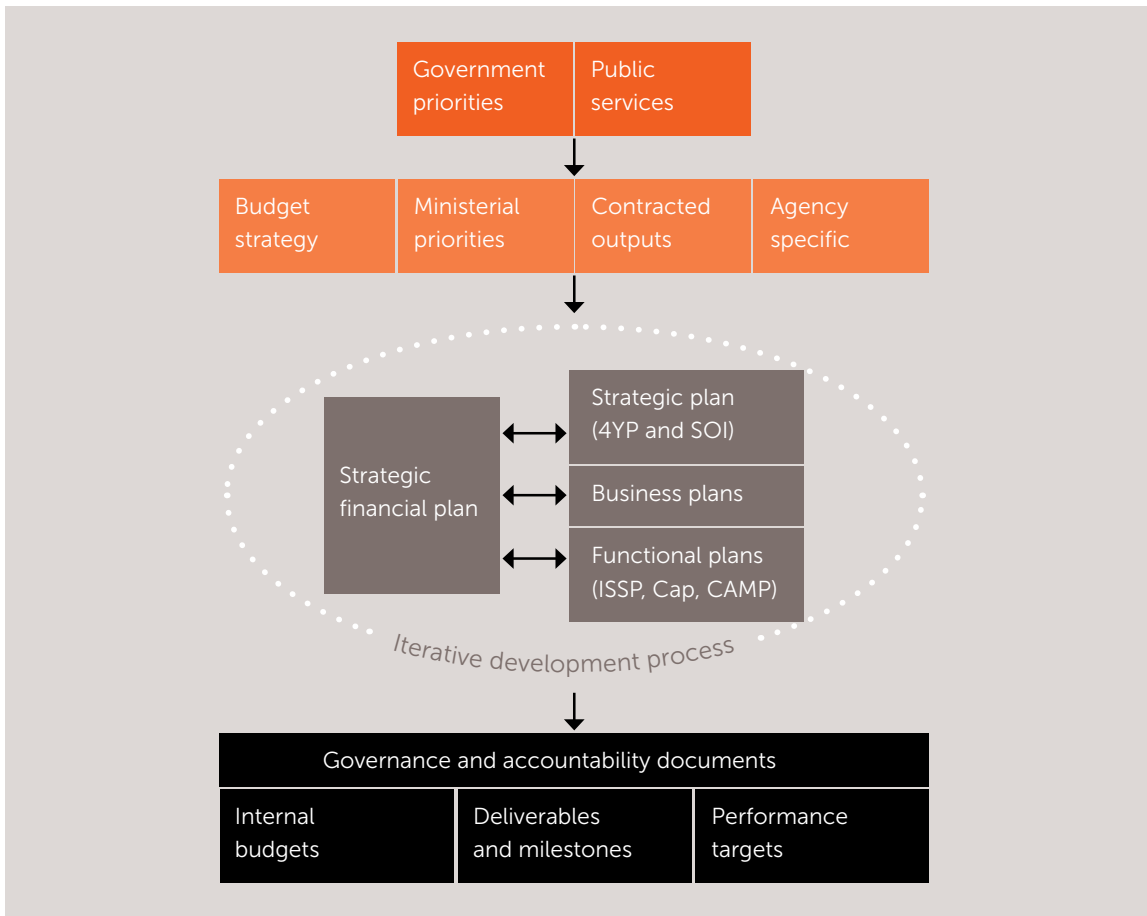 Government
priorities
Public
services
Budget
strategy
Ministerial
priorities
Contracted
outputs
Agency
specific
Strategic
financial plan
Strategic plan
(4YP and SOI)
Business plans
Functional plans
(ISSP, Cap, CAMP)
Iterative development process
Governance and accountability documents
Internal
budgets
Deliverables
and milestones
Performance
targets